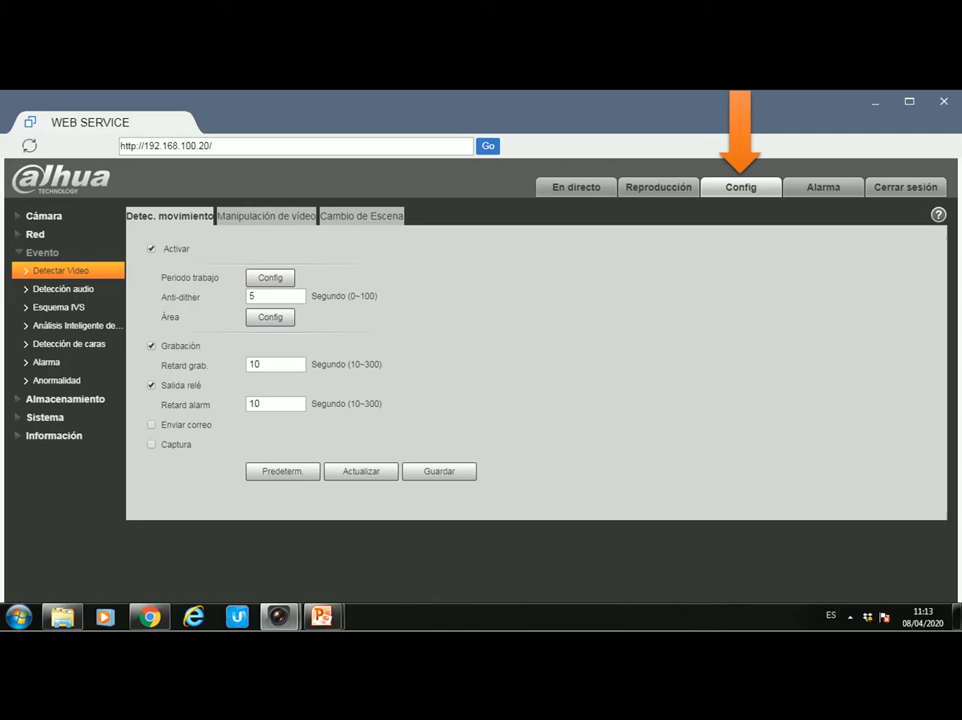 WEB SERVICE
http://192.168.100.20/
Go
alhua
TECHNOLOGY
En directo
Reproducción
Config
Alarma
Cerrar sesión
Cámara
Red
Evento
Detectar Video
Detección audio
Esquema IVS
Análisis Inteligente de...
Detección de caras
Alarma
Anormalidad
Almacenamiento
Sistema
Información
Detec. movimiento
Manipulación de vídeo
Cambio de Escena
?
Activar
Periodo trabajo
Config
Anti-dither
5
Segundo (0~100)
Área
Config
Grabación
Retard grab.
10
Segundo (10~300)
Salida relé
Retard alarm
10
Segundo (10~300)
Enviar correo
Captura
Predeterm.
Actualizar
Guardar
ES
11:13
08/04/2020